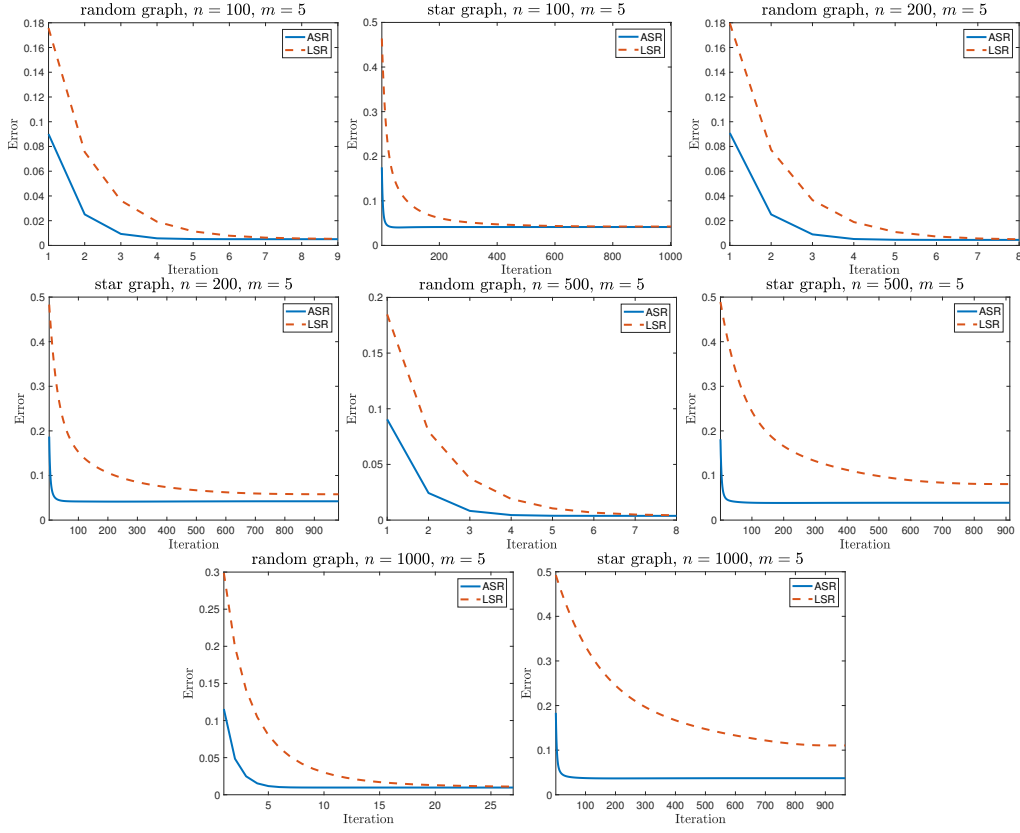 random graph, n = 100, m = 5
0.18
0.16
0.14
0.12
0.1
0.08
0.06
0.04
0.02
0
Error
ASR
LSR
1 2 3 4 5 6 7 8 9
Iteration
star graph, n = 100, m = 5
0.5
0.4
0.3
0.2
0.1
0
Error
ASR
LSR
200 400 600 800 1000
Iteration
random graph, n = 200, m = 5
0.18
0.16
0.14
0.12
0.1
0.08
0.06
0.04
0.02
0
Error
ASR
LSR
1 2 3 4 5 6 7 8
Iteration
star graph, n = 200, m = 5
0.5
0.4
0.3
0.2
0.1
0
Error
ASR
LSR
100 200 300 400 500 600 700 800 900
Iteration
random graph, n = 500, m = 5
0.2
0.15
0.1
0.05
0
Error
ASR
LSR
1 2 3 4 5 6 7 8
Iteration
star graph, n = 500, m = 5
0.5
0.4
0.3
0.2
0.1
0
Error
ASR
LSR
100 200 300 400 500 600 700 800 900
Iteration
random graph, n = 1000, m = 5
0.3
0.25
0.2
0.15
0.1
0.05
0
Error
ASR
LSR
5 10 15 20 25
Iteration
star graph, n = 1000, m = 5
0.5
0.4
0.3
0.2
0.1
0
Error
ASR
LSR
100 200 300 400 500 600 700 800 900
Iteration